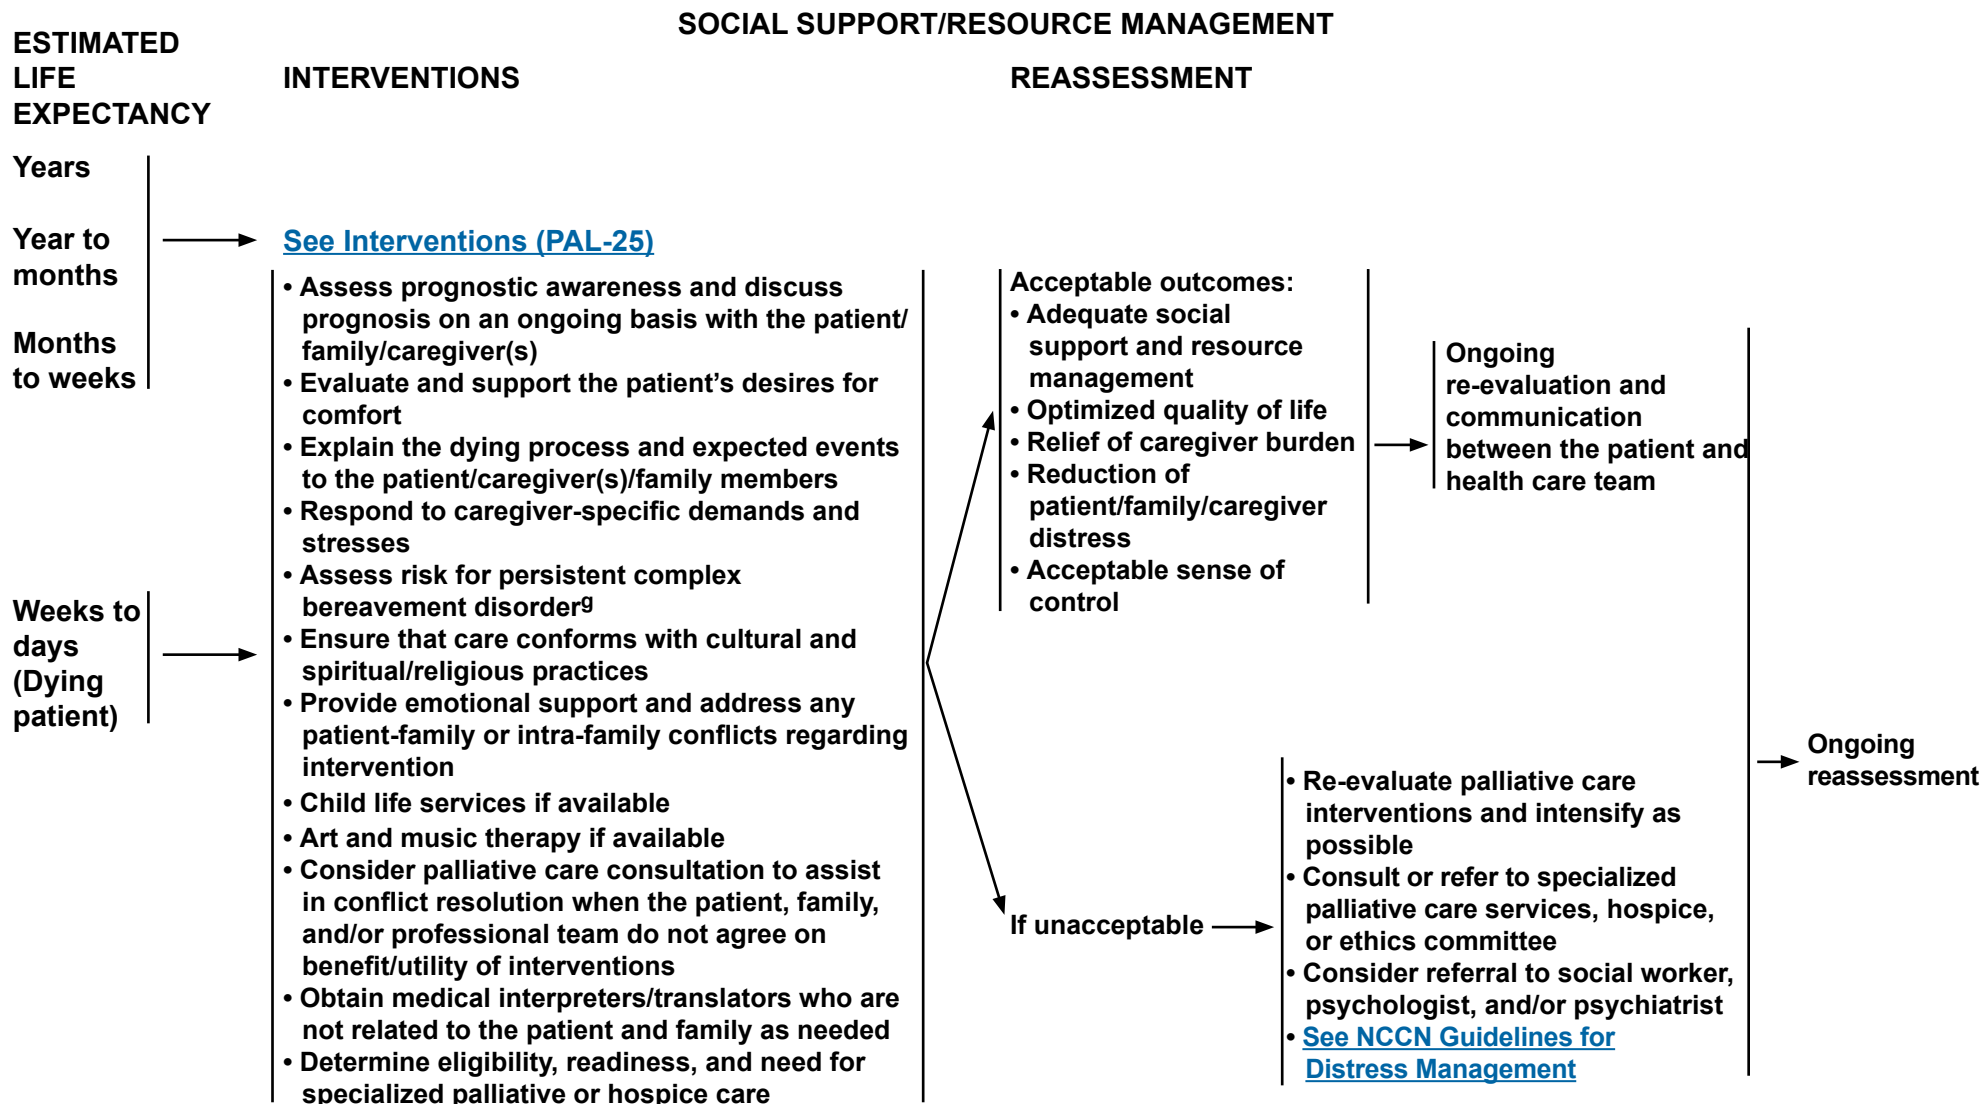 SOCIAL SUPPORT/RESOURCE MANAGEMENT
ESTIMATED
LIFE
EXPECTANCY
INTERVENTIONS
REASSESSMENT
Years
Year to
months
Months
to weeks
See Interventions (PAL-25)
Weeks to
days
(Dying
patient)
• Assess prognostic awareness and discuss
prognosis on an ongoing basis with the patient/
family/caregiver(s)
• Evaluate and support the patient’s desires for
comfort
• Explain the dying process and expected events
to the patient/caregiver(s)/family members
• Respond to caregiver-specific demands and
stresses
• Assess risk for persistent complex
bereavement disorderᵍ
• Ensure that care conforms with cultural and
spiritual/religious practices
• Provide emotional support and address any
patient-family or intra-family conflicts regarding
intervention
• Child life services if available
• Art and music therapy if available
• Consider palliative care consultation to assist
in conflict resolution when the patient, family,
and/or professional team do not agree on
benefit/utility of interventions
• Obtain medical interpreters/translators who are
not related to the patient and family as needed
• Determine eligibility, readiness, and need for
specialized palliative or hospice care
Acceptable outcomes:
• Adequate social
support and resource
management
• Optimized quality of life
• Relief of caregiver burden
• Reduction of
patient/family/caregiver
distress
• Acceptable sense of
control
Ongoing
re-evaluation and
communication
between the patient and
health care team
If unacceptable
• Re-evaluate palliative care
interventions and intensify as
possible
• Consult or refer to specialized
palliative care services, hospice,
or ethics committee
• Consider referral to social worker,
psychologist, and/or psychiatrist
• See NCCN Guidelines for
Distress Management
Ongoing
reassessment